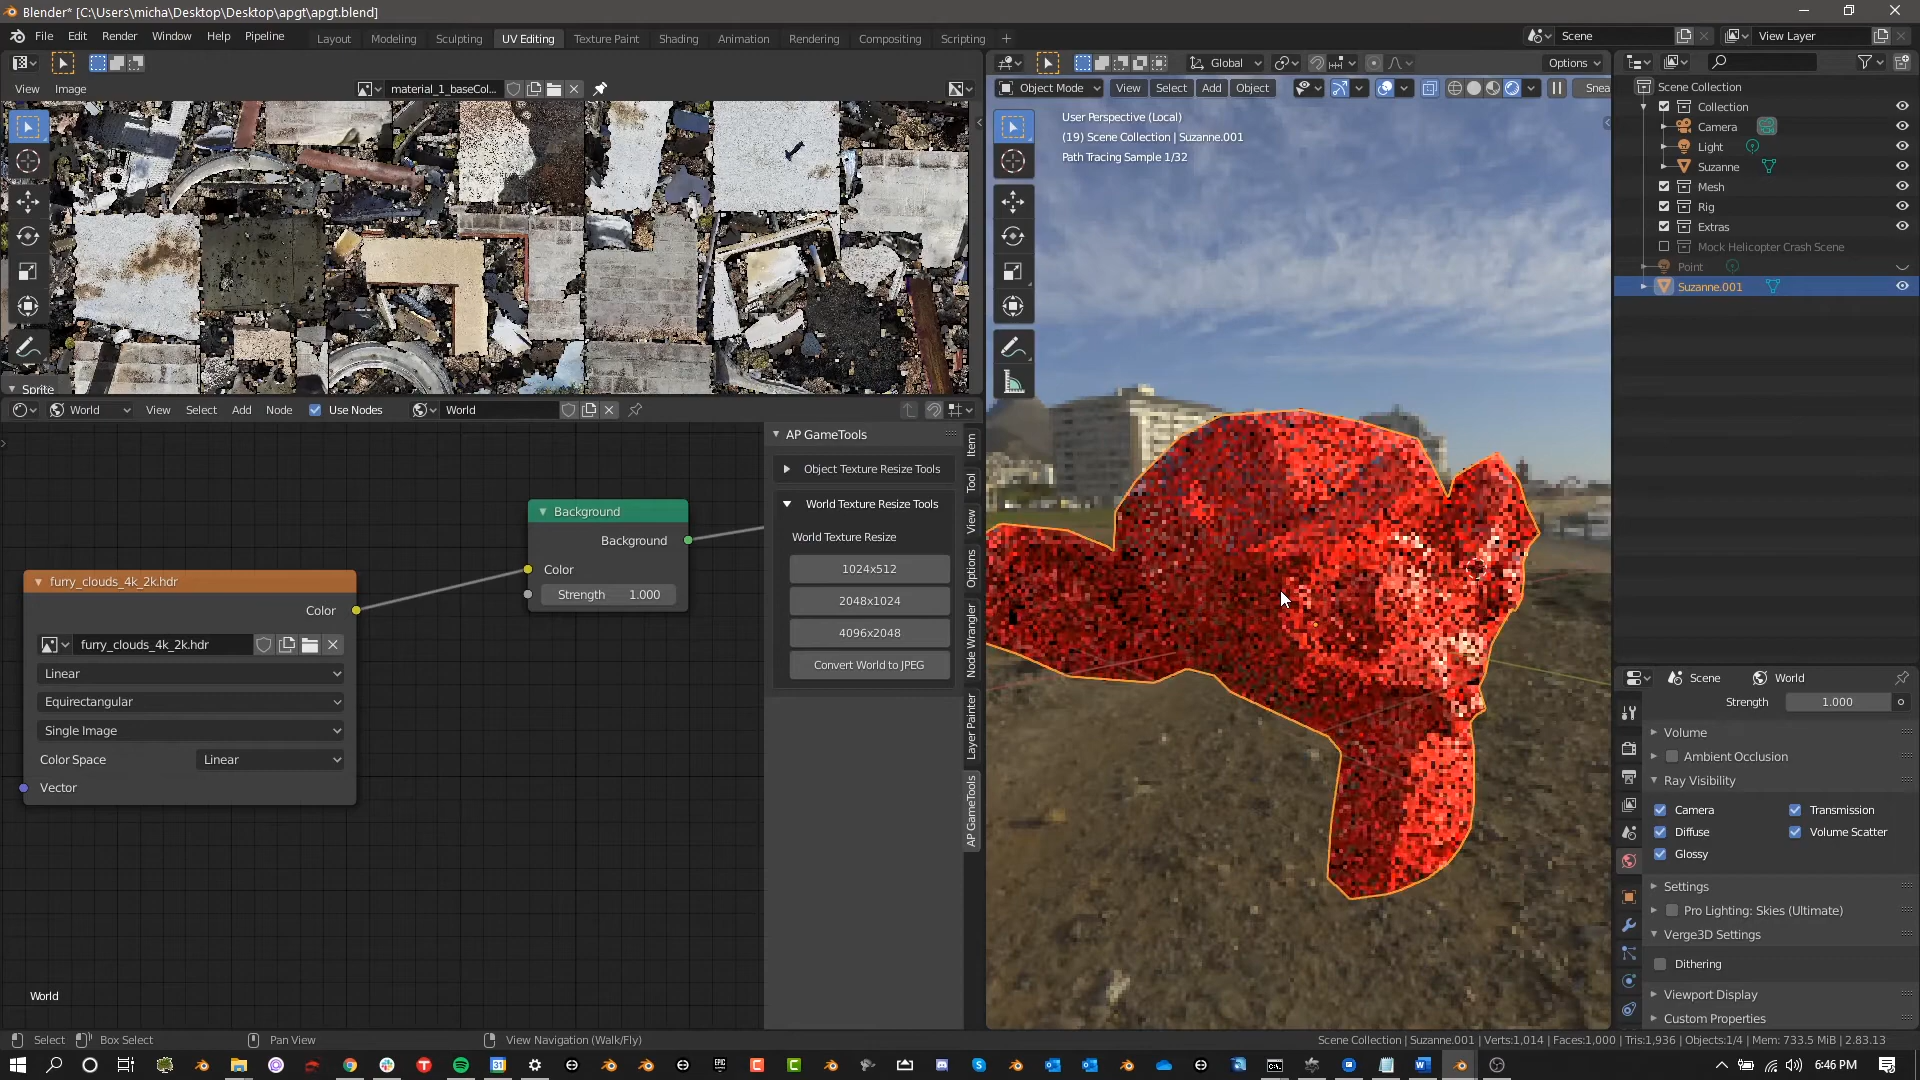 Blender* [C:\Users\micha\Desktop\Desktop\apgt\apgt.blend]
File Edit Render Window Help Pipeline
Layout Modeling Sculpting UV Editing Texture Paint Shading Animation Rendering Compositing Scripting +
Scene
View Layer
View Image
material_1_baseCol...
Sprite
Global
Options
Object Mode View Select Add Object
Snea
User Perspective (Local)
(19) Scene Collection | Suzanne.001
Path Tracing Sample 1/32
Scene Collection
Collection
Camera
Light
Suzanne
Mesh
Rig
Extras
Mock Helicopter Crash Scene
Point
Suzanne.001
World View Select Add Node Use Nodes World
furry_clouds_4k_2k.hdr
Color
furry_clouds_4k_2k.hdr
Linear
Equirectangular
Single Image
Color Space Linear
Vector
Background
Background
Color
Strength 1.000
World
AP GameTools
Object Texture Resize Tools
World Texture Resize Tools
World Texture Resize
1024x512
2048x1024
4096x2048
Convert World to JPEG
Item
Tool
View
Options
Node Wrangler
Layer Painter
AP GameTools
Scene World
Strength 1.000
Volume
Ambient Occlusion
Ray Visibility
Camera Transmission
Diffuse Volume Scatter
Glossy
Settings
Pro Lighting: Skies (Ultimate)
Verge3D Settings
Dithering
Viewport Display
Custom Properties
Select Box Select Pan View View Navigation (Walk/Fly)
Scene Collection | Suzanne.001 | Verts:1,014 | Faces:1,000 | Tris:1,936 | Objects:1/4 | Mem: 733.5 MiB | 2.83.13
6:46 PM